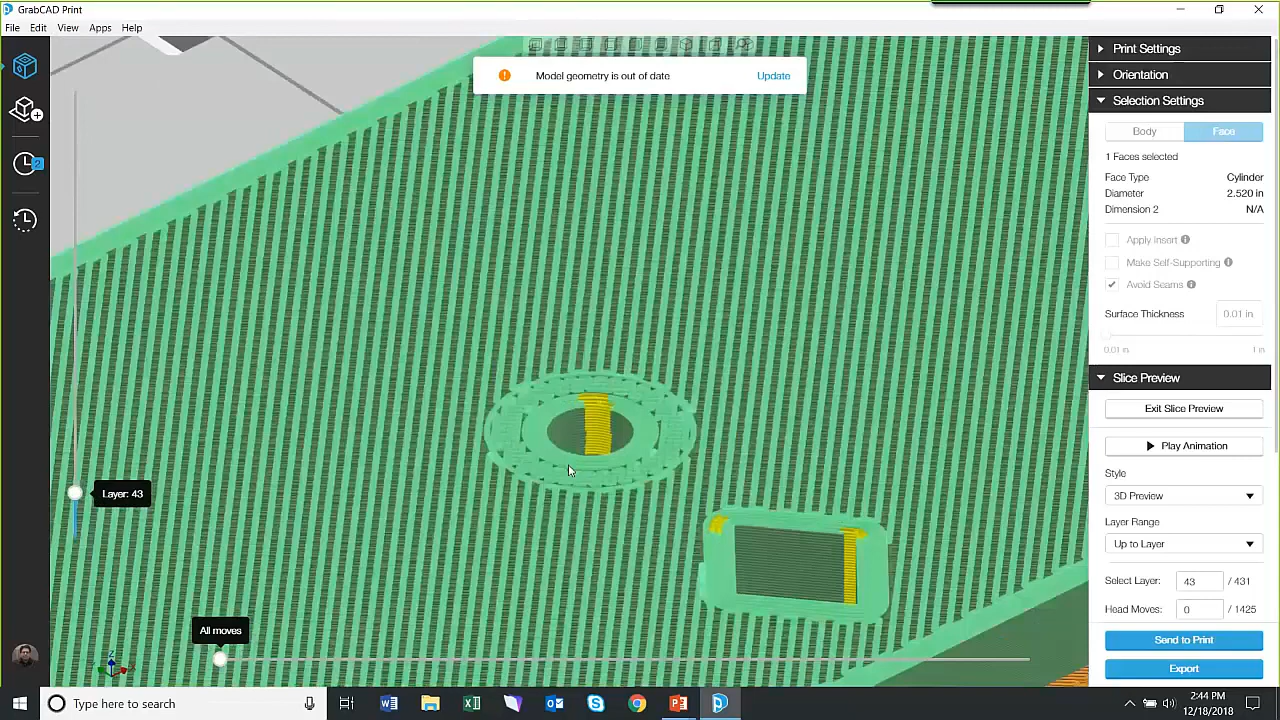 GrabCAD Print
File Edit View Apps Help
Model geometry is out of date Update
Print Settings
Orientation
Selection Settings
Body Face
1 Faces selected
Face Type Cylinder
Diameter 2.520 in
Dimension 2 N/A
Apply Insert
Make Self-Supporting
Avoid Seams
Surface Thickness 0.01 in
0.01 in 1 in
Slice Preview
Exit Slice Preview
Play Animation
Style
3D Preview
Layer Range
Up to Layer
Select Layer: 43 / 431
Head Moves: 0 / 1425
Send to Print
Export
2
Layer: 43
All moves
Z
Type here to search
2:44 PM
12/18/2018